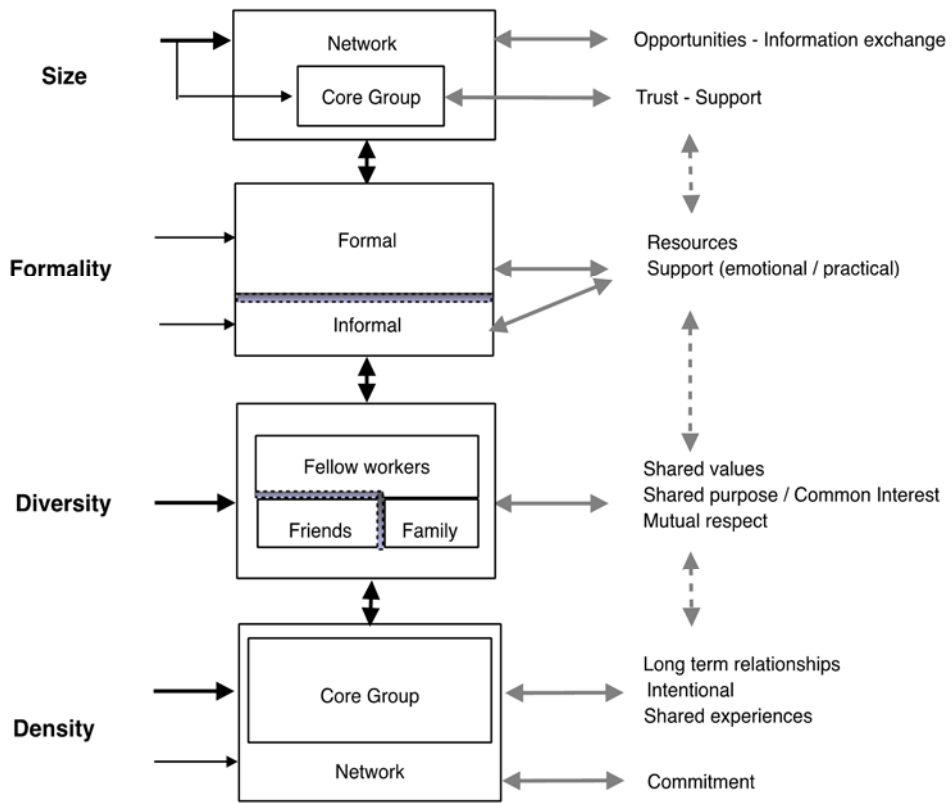 Size
Network
Core Group
Opportunities - Information exchange
Trust - Support
Formality
Formal
Informal
Resources
Support (emotional / practical)
Diversity
Fellow workers
Friends
Family
Shared values
Shared purpose / Common Interest
Mutual respect
Density
Core Group
Network
Long term relationships
Intentional
Shared experiences
Commitment